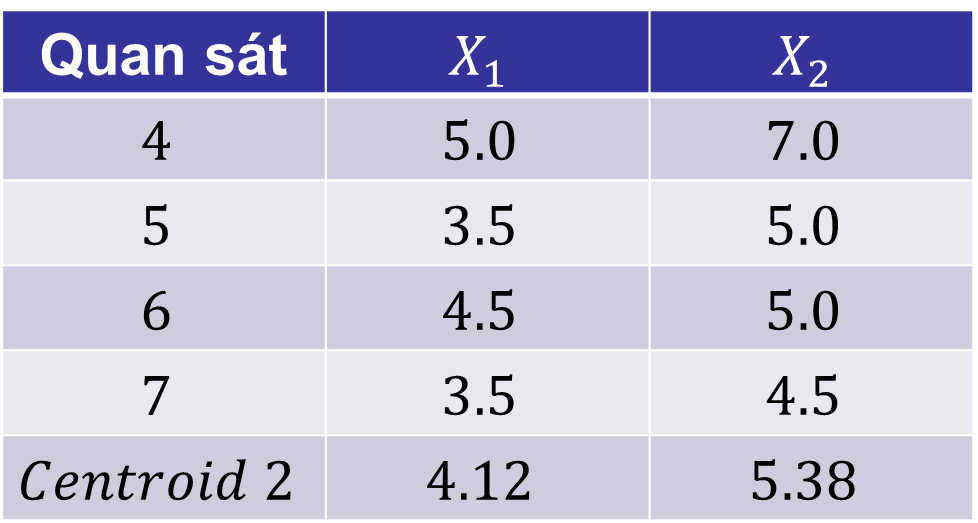 Quan sát X₁ X₂
4 5.0 7.0
5 3.5 5.0
6 4.5 5.0
7 3.5 4.5
Centroid 2 4.12 5.38